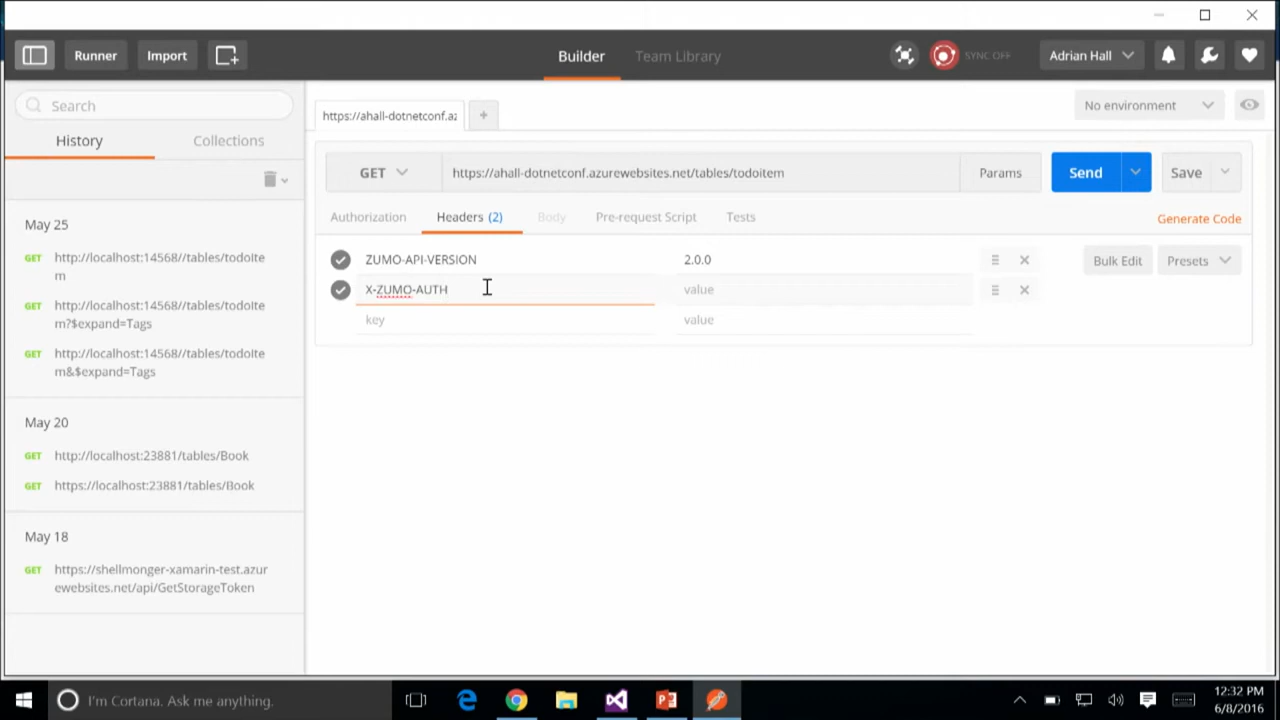 Runner
Import
Builder
Team Library
SYNC OFF
Adrian Hall
Search
History
Collections
https://ahall-dotnetconf.az
+
No environment
GET
https://ahall-dotnetconf.azurewebsites.net/tables/todoitem
Params
Send
Save
Authorization
Headers (2)
Body
Pre-request Script
Tests
Generate Code
ZUMO-API-VERSION
2.0.0
Bulk Edit
Presets
X-ZUMO-AUTH
value
key
value
May 25
GET http://localhost:14568//tables/todoIte
m
GET http://localhost:14568//tables/todoIte
m?$expand=Tags
GET http://localhost:14568//tables/todoIte
m&$expand=Tags
May 20
GET http://localhost:23881/tables/Book
GET https://localhost:23881/tables/Book
May 18
GET https://shellmonger-xamarin-test.azur
ewebsites.net/api/GetStorageToken
I'm Cortana. Ask me anything.
12:32 PM
6/8/2016